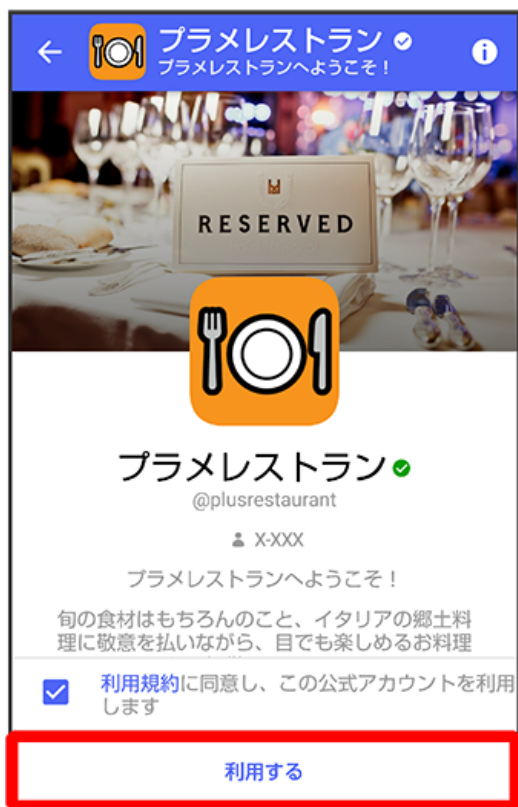 プラメレストラン
プラメレストランへようこそ！
RESERVED
プラメレストラン
@plusrestaurant
X-XXX
プラメレストランへようこそ！
旬の食材はもちろんのこと、イタリアの郷土料
理に敬意を払いながら、目でも楽しめるお料理
利用規約に同意し、この公式アカウントを利用
します
利用する